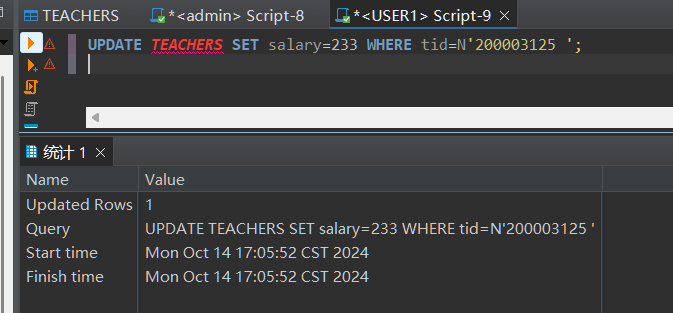 TEACHERS
*<admin> Script-8
*<USER1> Script-9
UPDATE TEACHERS SET salary=233 WHERE tid=N'200003125 ';
统计 1
Name Value
Updated Rows 1
Query UPDATE TEACHERS SET salary=233 WHERE tid=N'200003125 '
Start time Mon Oct 14 17:05:52 CST 2024
Finish time Mon Oct 14 17:05:52 CST 2024